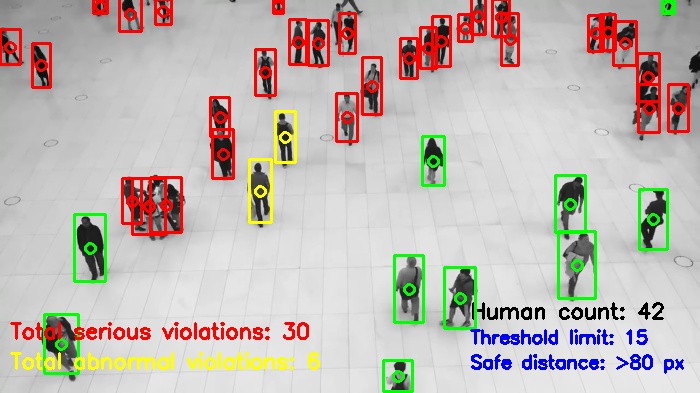 Human count: 42
Total serious violations: 30
Threshold limit: 15
Total abnormal violations: 6
Safe distance: >80 px